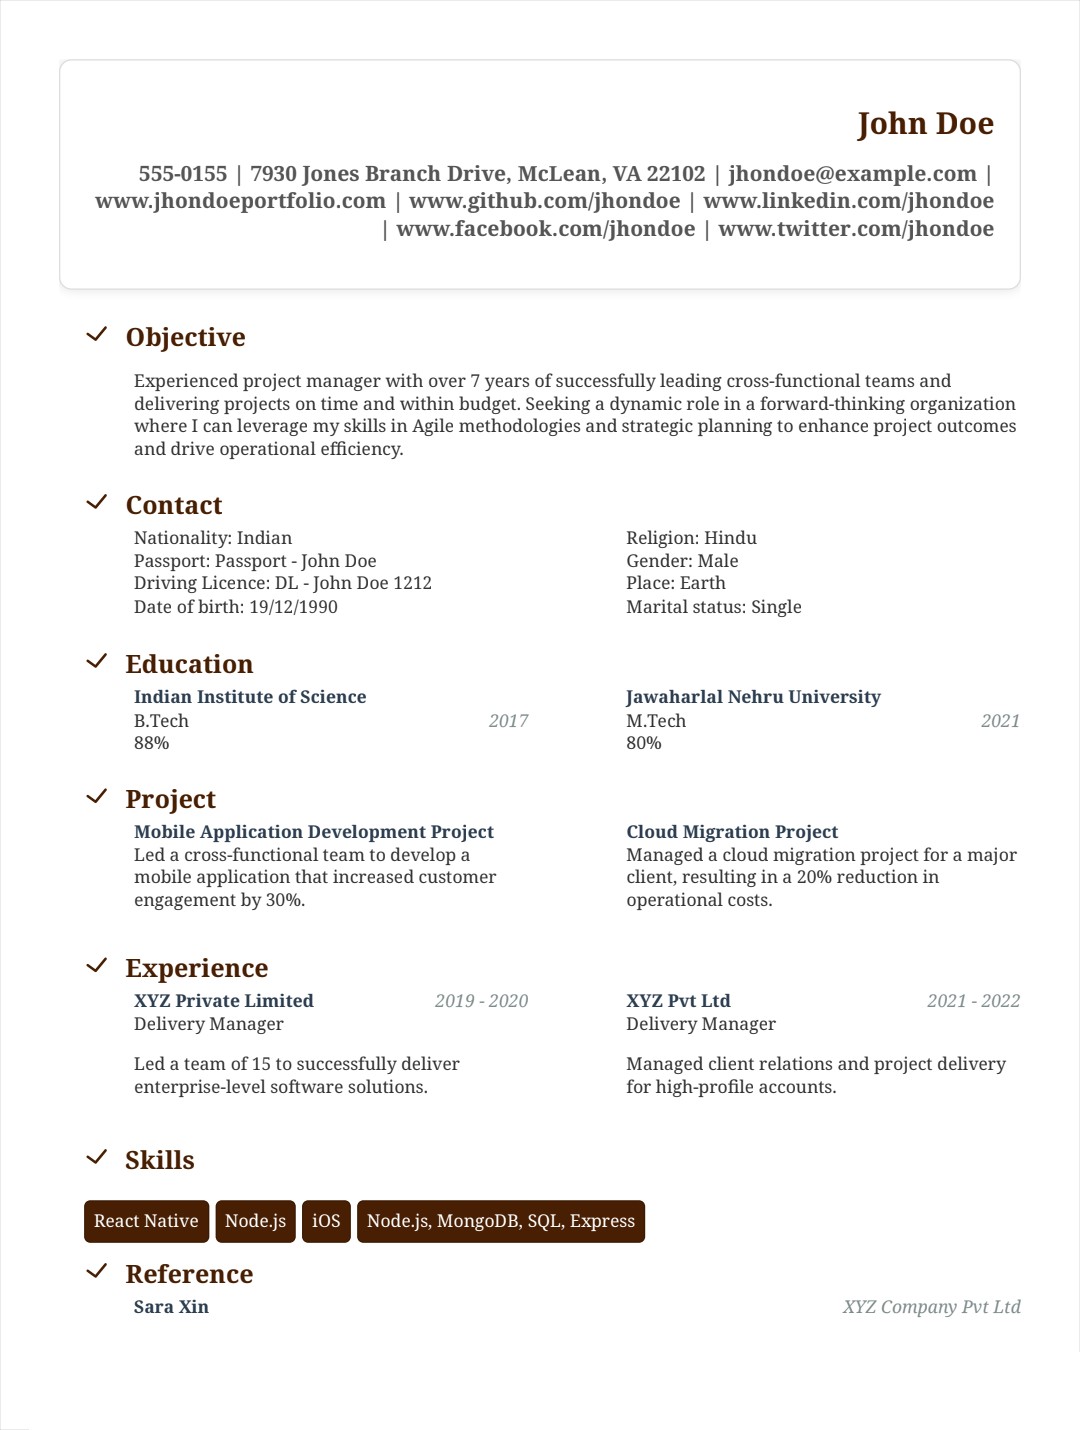 John Doe
555-0155 | 7930 Jones Branch Drive, McLean, VA 22102 | jhondoe@example.com |
www.jhondoeportfolio.com | www.github.com/jhondoe | www.linkedin.com/jhondoe
| www.facebook.com/jhondoe | www.twitter.com/jhondoe
Objective
Experienced project manager with over 7 years of successfully leading cross-functional teams and
delivering projects on time and within budget. Seeking a dynamic role in a forward-thinking organization
where I can leverage my skills in Agile methodologies and strategic planning to enhance project outcomes
and drive operational efficiency.
Contact
Nationality: Indian
Passport: Passport - John Doe
Driving Licence: DL - John Doe 1212
Date of birth: 19/12/1990
Religion: Hindu
Gender: Male
Place: Earth
Marital status: Single
Education
Indian Institute of Science
B.Tech 2017
88%
Jawaharlal Nehru University
M.Tech 2021
80%
Project
Mobile Application Development Project
Led a cross-functional team to develop a
mobile application that increased customer
engagement by 30%.
Cloud Migration Project
Managed a cloud migration project for a major
client, resulting in a 20% reduction in
operational costs.
Experience
XYZ Private Limited 2019 - 2020
Delivery Manager
Led a team of 15 to successfully deliver
enterprise-level software solutions.
XYZ Pvt Ltd 2021 - 2022
Delivery Manager
Managed client relations and project delivery
for high-profile accounts.
Skills
React Native Node.js iOS Node.js, MongoDB, SQL, Express
Reference
Sara Xin XYZ Company Pvt Ltd